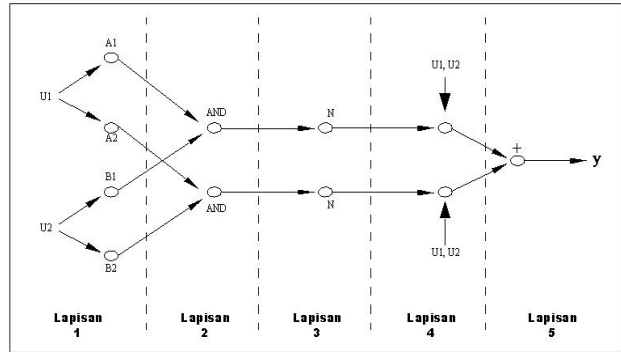 A1
U1
A2
B1
U2
B2
AND
AND
N
N
U1, U2
U1, U2
+
y
Lapisan 1
Lapisan 2
Lapisan 3
Lapisan 4
Lapisan 5